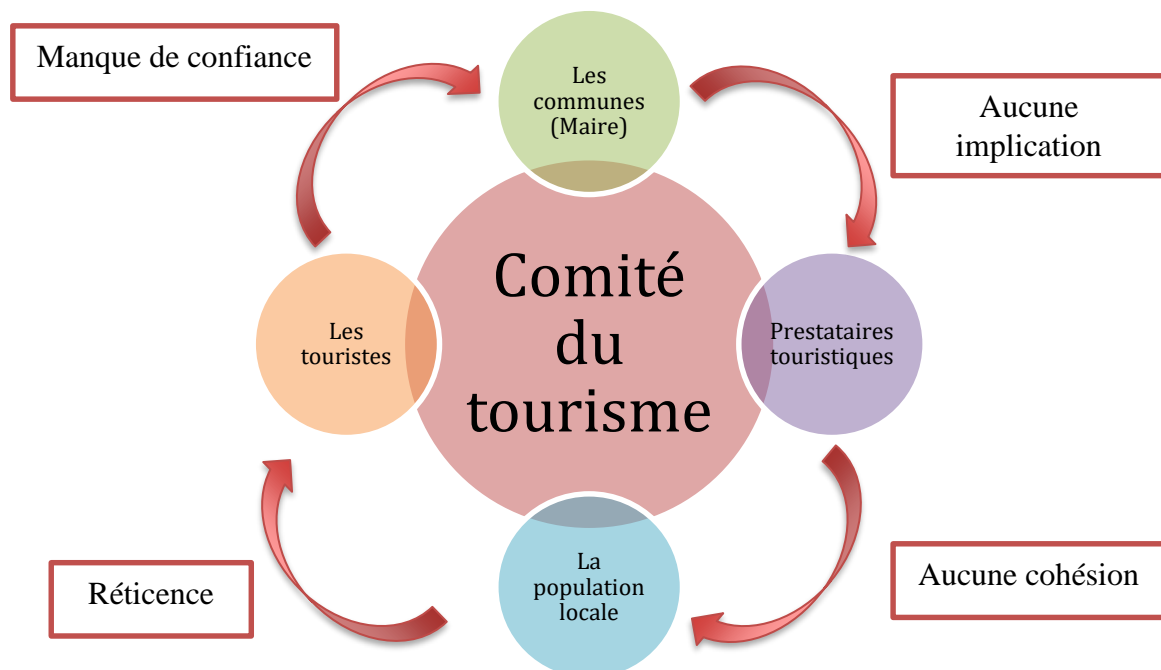 Manque de confiance
Les
communes
(Maire)
Aucune
implication
Comité
du
tourisme
Les
touristes
Prestataires
touristiques
Réticence
La
population
locale
Aucune cohésion